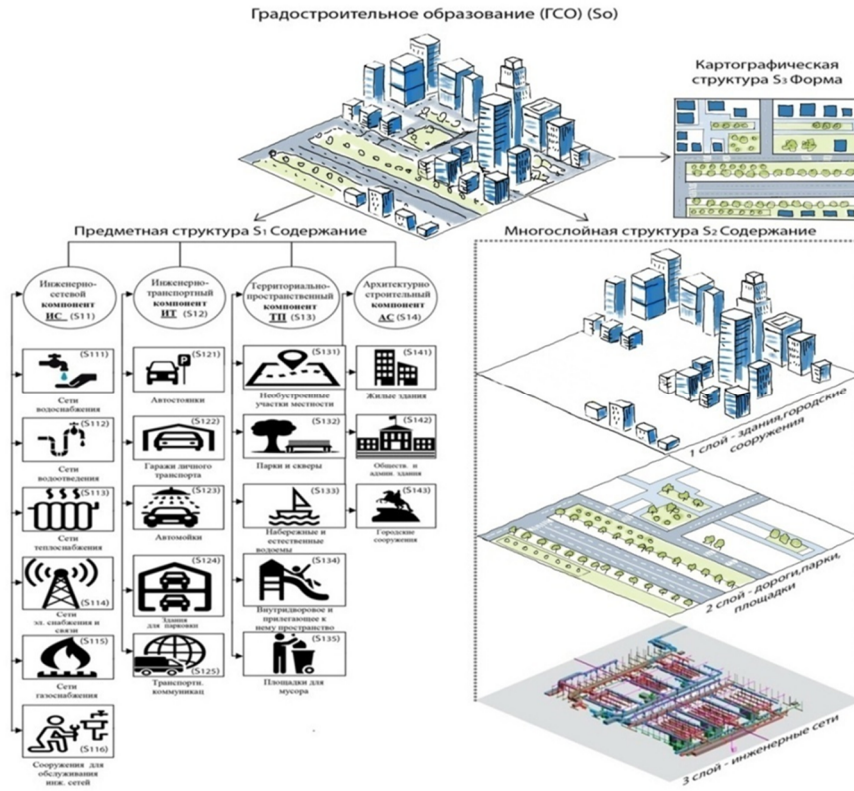 Градостроительное образование (ГСО) (So)
Картографическая
структура S3 Форма
Предметная структура S1 Содержание
Многослойная структура S2 Содержание
Инженерно-
сетевой
компонент
ИС (S11)
Инженерно-
транспортный
компонент
ИТ (S12)
Территориально-
пространственный
компонент
ТП (S13)
Архитектурно
строительный
компонент
АС (S14)
(S111)
Сети
водоснабжения
(S112)
Сети
водоотведения
(S113)
Сети
теплоснабжения
(S114)
Сети
эл. снабжения и
связи
(S115)
Сети
газоснабжения
(S116)
Сооружения для
обслуживания
инж. сетей
(S121)
Автостоянки
(S122)
Гаражи личного
транспорта
(S123)
Автомойки
(S124)
Здания
для парковки
(S125)
Транспортн.
коммуникац
(S131)
Необустроенные
участки местности
(S132)
Парки и скверы
(S133)
Набережные и
естественные
водоемы
(S134)
Внутридворовое и
прилегающее к
нему пространство
(S135)
Площадки для
мусора
(S141)
Жилые здания
(S142)
Обществ. и
админ. здания
(S143)
Городские
сооружения
1 слой - здания,городские
сооружения
2 слой - дороги,парки,
площадки
3 слой - инженерные сети